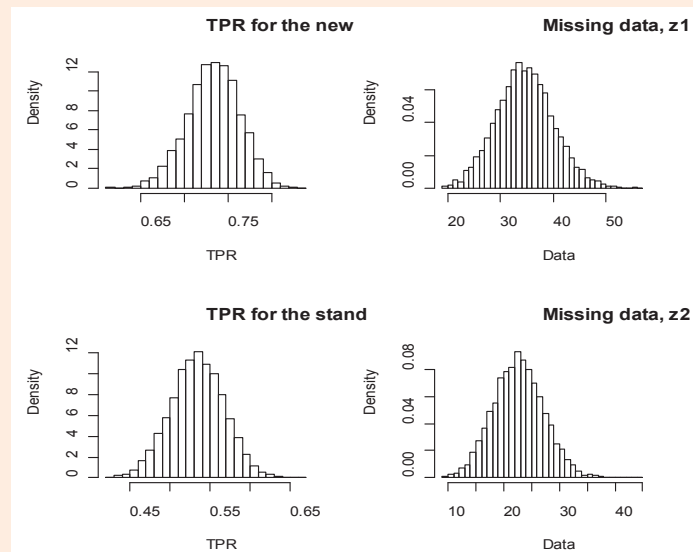 TPR for the new
Density
0 2 4 6 8 12
0.65 0.75
TPR
Missing data, z1
Density
0.00 0.04
20 30 40 50
Data
TPR for the stand
Density
0 2 4 6 8 12
0.45 0.55 0.65
TPR
Missing data, z2
Density
0.00 0.04 0.08
10 20 30 40
Data